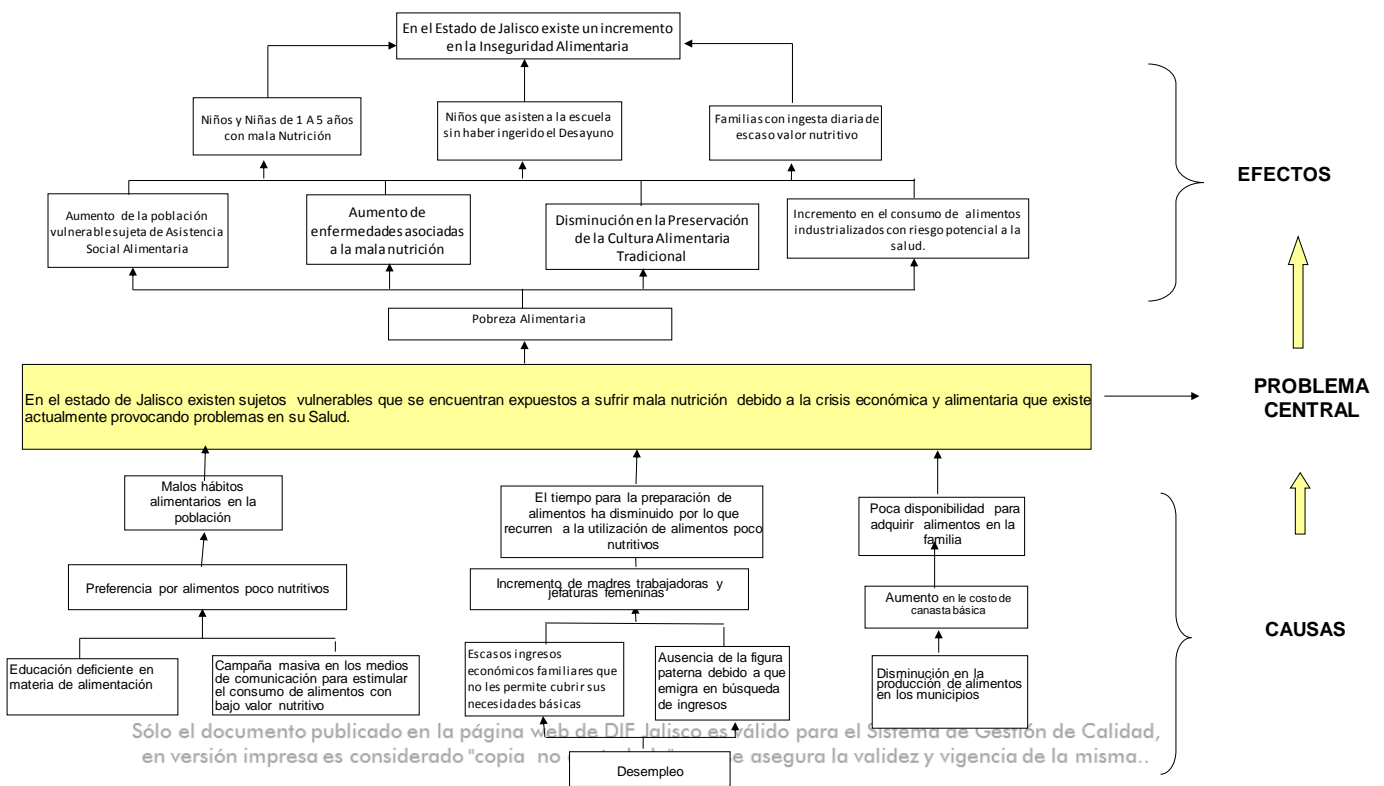 En el Estado de Jalisco existe un incremento
en la Inseguridad Alimentaria
Niños y Niñas de 1 A 5 años
con mala Nutrición
Niños que asisten a la escuela
sin haber ingerido el Desayuno
Familias con ingesta diaria de
escaso valor nutritivo
EFECTOS
Aumento de la población
vulnerable sujeta de Asistencia
Social Alimentaria
Aumento de
enfermedades asociadas
a la mala nutrición
Disminución en la Preservación
de la Cultura Alimentaria
Tradicional
Incremento en el consumo de alimentos
industrializados con riesgo potencial a la
salud.
Pobreza Alimentaria
En el estado de Jalisco existen sujetos vulnerables que se encuentran expuestos a sufrir mala nutrición debido a la crisis económica y alimentaria que existe
actualmente provocando problemas en su Salud.
PROBLEMA
CENTRAL
Malos hábitos
alimentarios en la
población
El tiempo para la preparación de
alimentos ha disminuido por lo que
recurren a la utilización de alimentos poco
nutritivos
Poca disponibilidad para
adquirir alimentos en la
familia
Preferencia por alimentos poco nutritivos
Incremento de madres trabajadoras y
jefaturas femeninas
Aumento en le costo de
canasta básica
CAUSAS
Educación deficiente en
materia de alimentación
Campaña masiva en los medios
de comunicación para estimular
el consumo de alimentos con
bajo valor nutritivo
Escasos ingresos
económicos familiares que
no les permite cubrir sus
necesidades básicas
Ausencia de la figura
paterna debido a que
emigra en búsqueda
de ingresos
Disminución en la
producción de alimentos
en los municipios
Sólo el documento publicado en la página web de DIF Jalisco es válido para el Sistema de Gestión de Calidad,
en versión impresa es considerado "copia no se asegura la validez y vigencia de la misma..
Desempleo